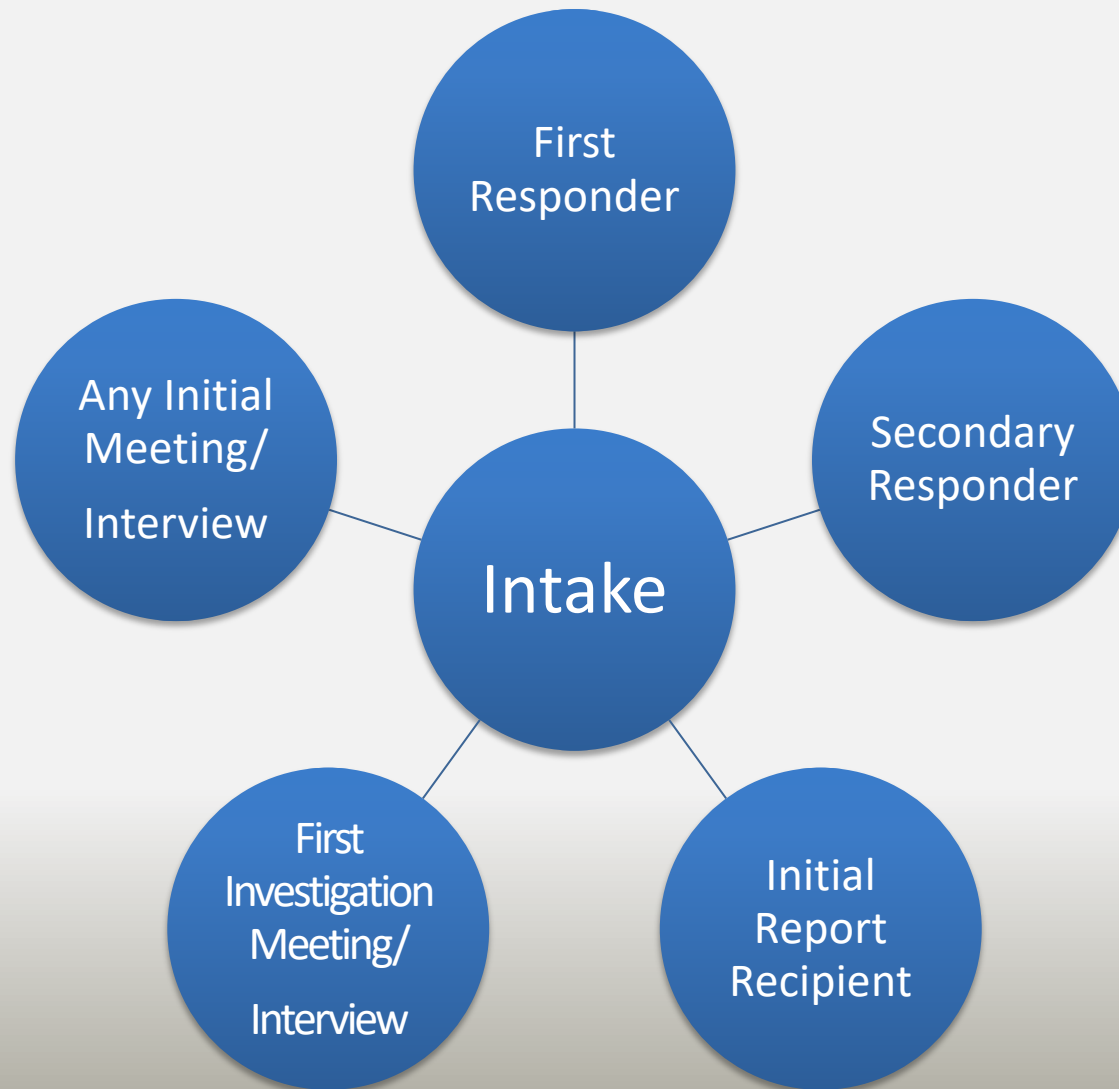 First
Responder
Any Initial
Meeting/
Interview
Secondary
Responder
Intake
First
Investigation
Meeting/
Interview
Initial
Report
Recipient